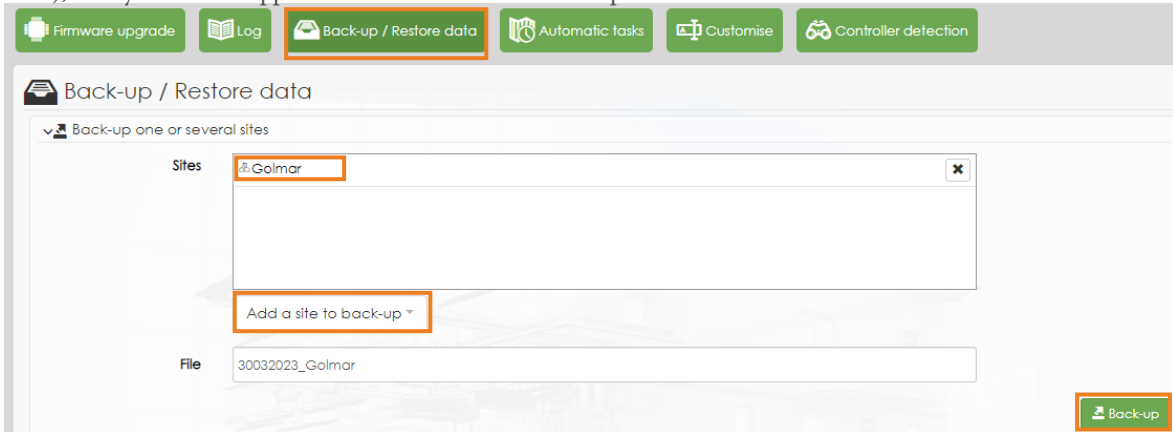 Firmware upgrade Log Back-up / Restore data Automatic tasks Customise Controller detection
Back-up / Restore data
Back-up one or several sites
Sites Golmar
Add a site to back-up
File 30032023_Golmar
Back-up